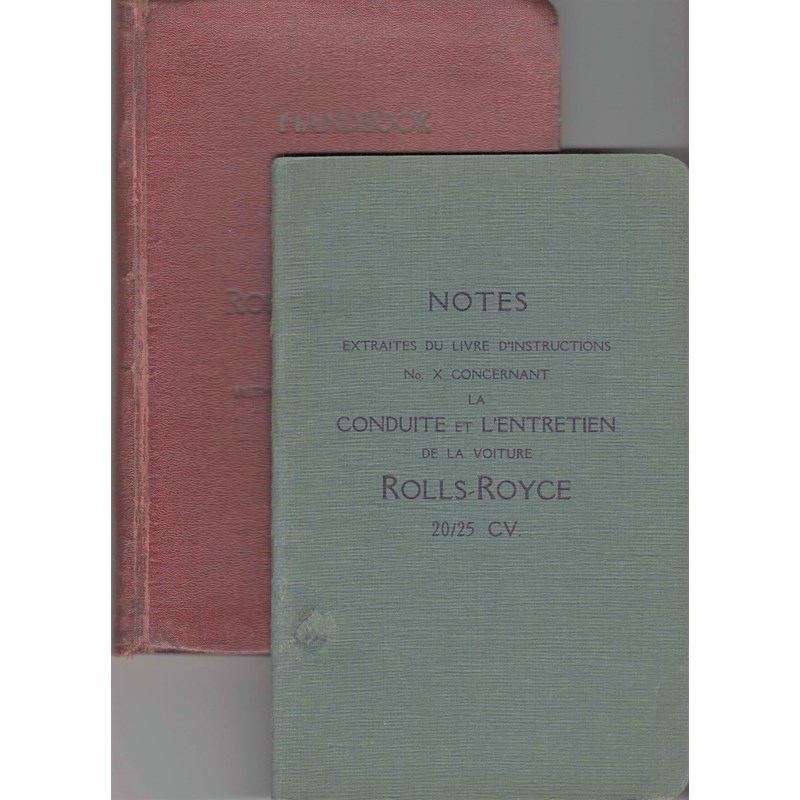 HANDBOOK
NOTES
EXTRAITES DU LIVRE D'INSTRUCTIONS
No. X. CONCERNANT
LA
CONDUITE ET L'ENTRETIEN
DE LA VOITURE
ROLLS-ROYCE
20/25 CV.